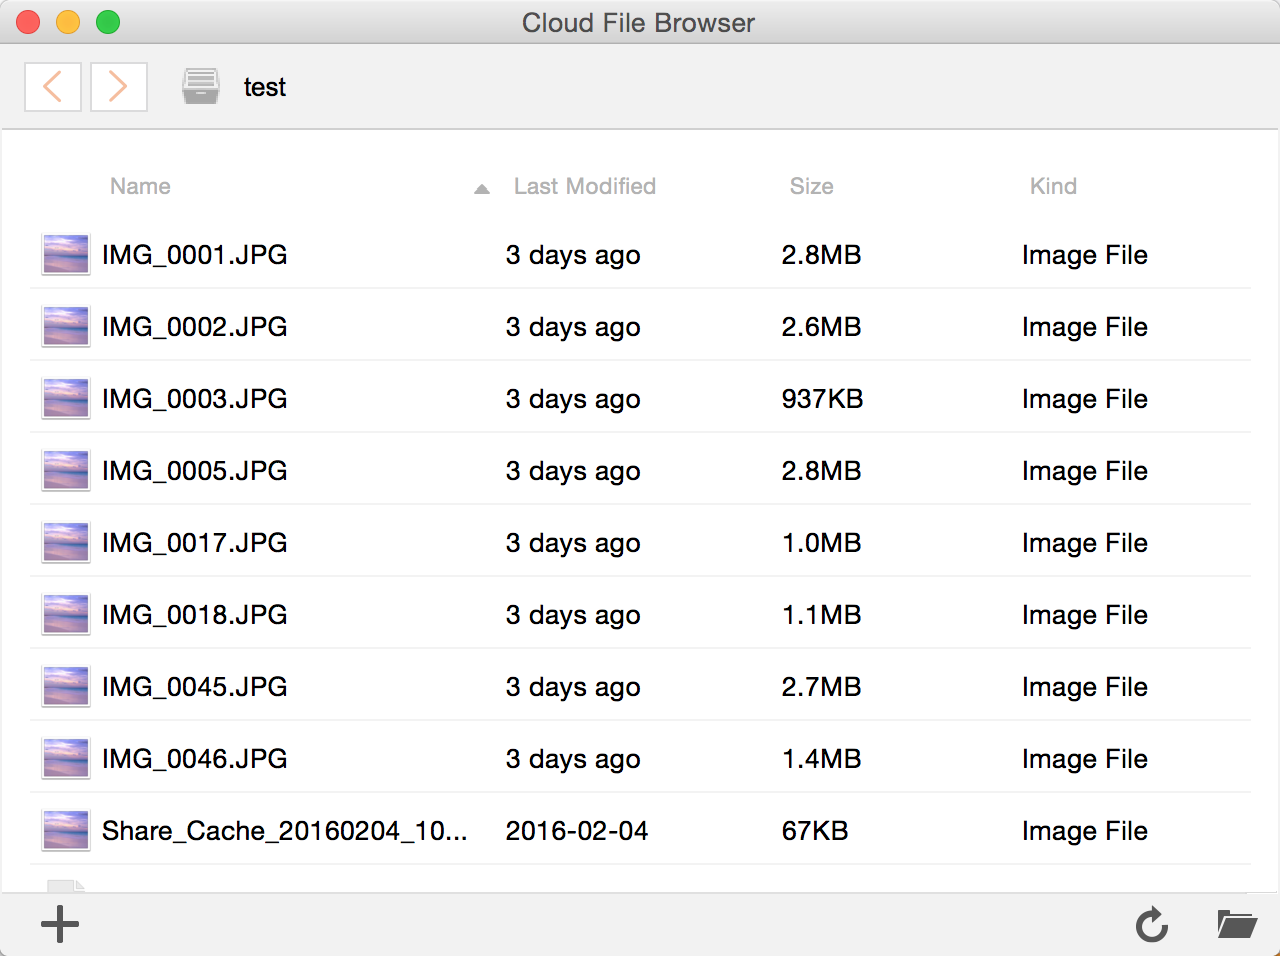 Cloud File Browser
test
Name Last Modified Size Kind
IMG_0001.JPG 3 days ago 2.8MB Image File
IMG_0002.JPG 3 days ago 2.6MB Image File
IMG_0003.JPG 3 days ago 937KB Image File
IMG_0005.JPG 3 days ago 2.8MB Image File
IMG_0017.JPG 3 days ago 1.0MB Image File
IMG_0018.JPG 3 days ago 1.1MB Image File
IMG_0045.JPG 3 days ago 2.7MB Image File
IMG_0046.JPG 3 days ago 1.4MB Image File
Share_Cache_20160204_10... 2016-02-04 67KB Image File